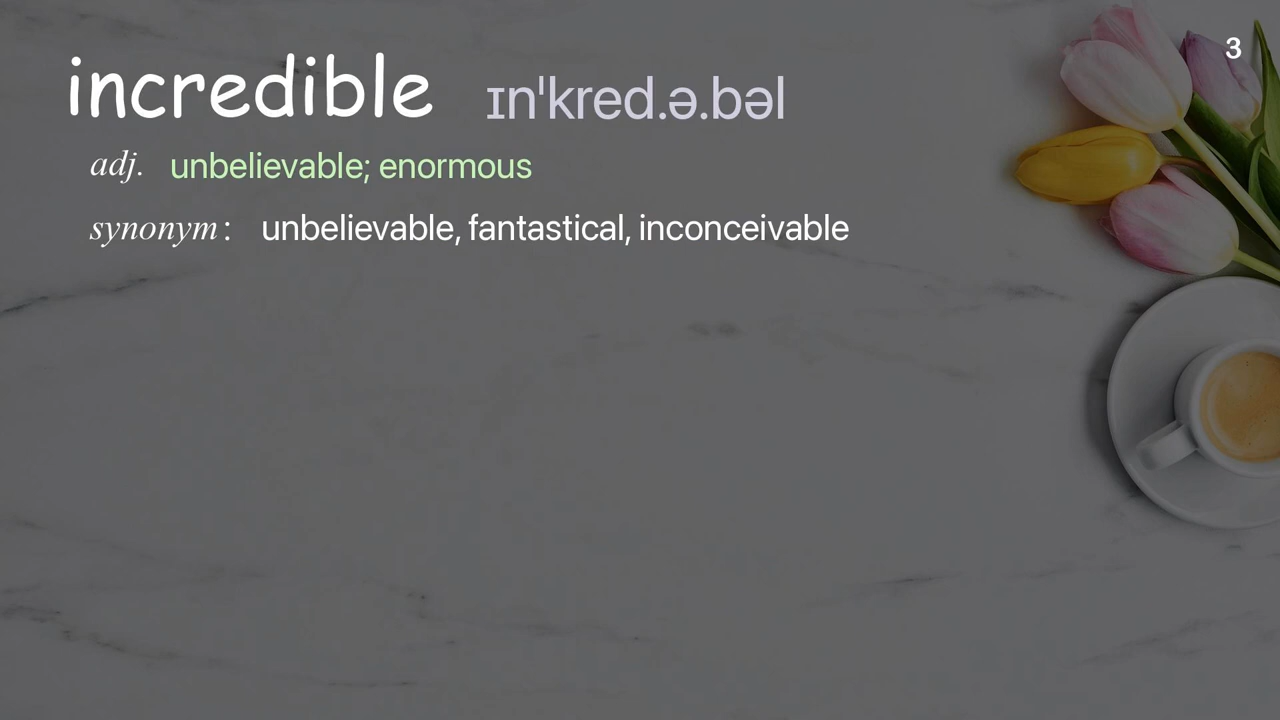 3
incredible ɪnˈkred.ə.bəl
adj. unbelievable; enormous
synonym: unbelievable, fantastical, inconceivable